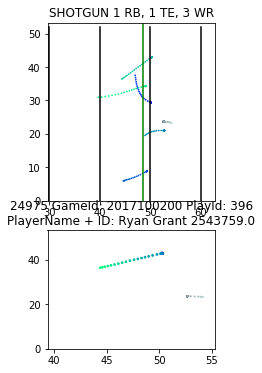 SHOTGUN 1 RB, 1 TE, 3 WR
50
40
30
20
10
0
30 40 50 60
24975 GameId: 2017100200 PlayId: 396
PlayerName + ID: Ryan Grant 2543759.0
40
20
0
40 45 50 55